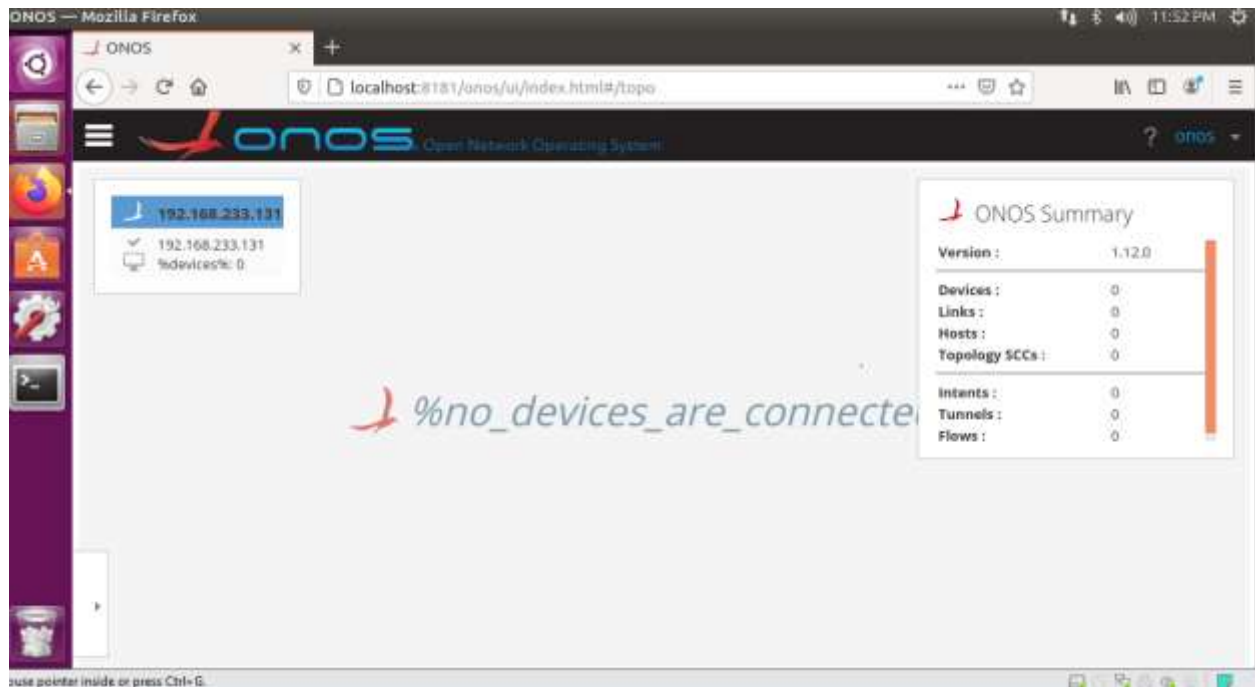 ONOS — Mozilla Firefox
11:52 PM
ONOS
localhost:8181/onos/ui/index.html#/topo
onos Open Network Operating System
? onos
192.168.233.131
192.168.233.131
%devices%: 0
%no_devices_are_connecte
ONOS Summary
Version : 1.12.0
Devices : 0
Links : 0
Hosts : 0
Topology SCCs : 0
Intents : 0
Tunnels : 0
Flows : 0
ouse pointer inside or press Ctrl+G.